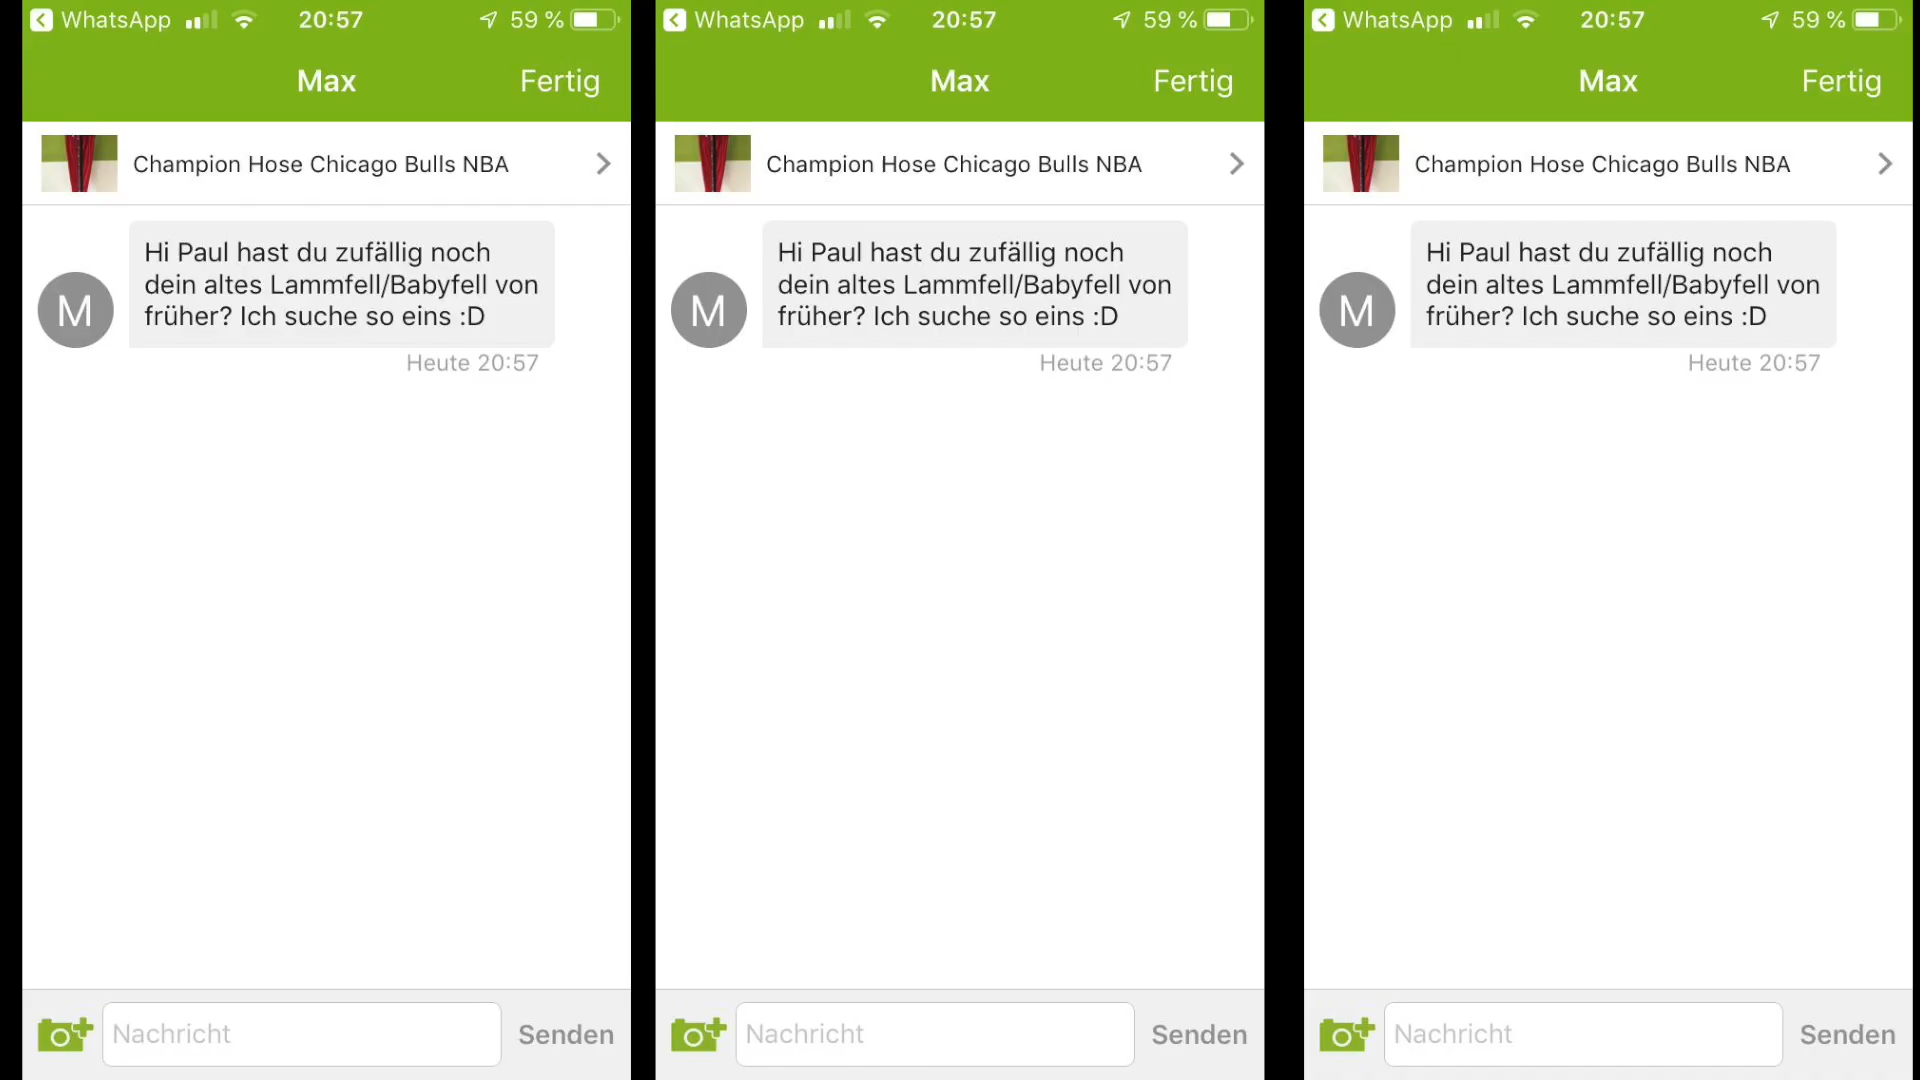 WhatsApp 20:57 59 %
Max Fertig
Champion Hose Chicago Bulls NBA
Hi Paul hast du zufällig noch
dein altes Lammfell/Babyfell von
früher? Ich suche so eins :D
M
Heute 20:57
Nachricht Senden
WhatsApp 20:57 59 %
Max Fertig
Champion Hose Chicago Bulls NBA
Hi Paul hast du zufällig noch
dein altes Lammfell/Babyfell von
früher? Ich suche so eins :D
M
Heute 20:57
Nachricht Senden
WhatsApp 20:57 59 %
Max Fertig
Champion Hose Chicago Bulls NBA
Hi Paul hast du zufällig noch
dein altes Lammfell/Babyfell von
früher? Ich suche so eins :D
M
Heute 20:57
Nachricht Senden